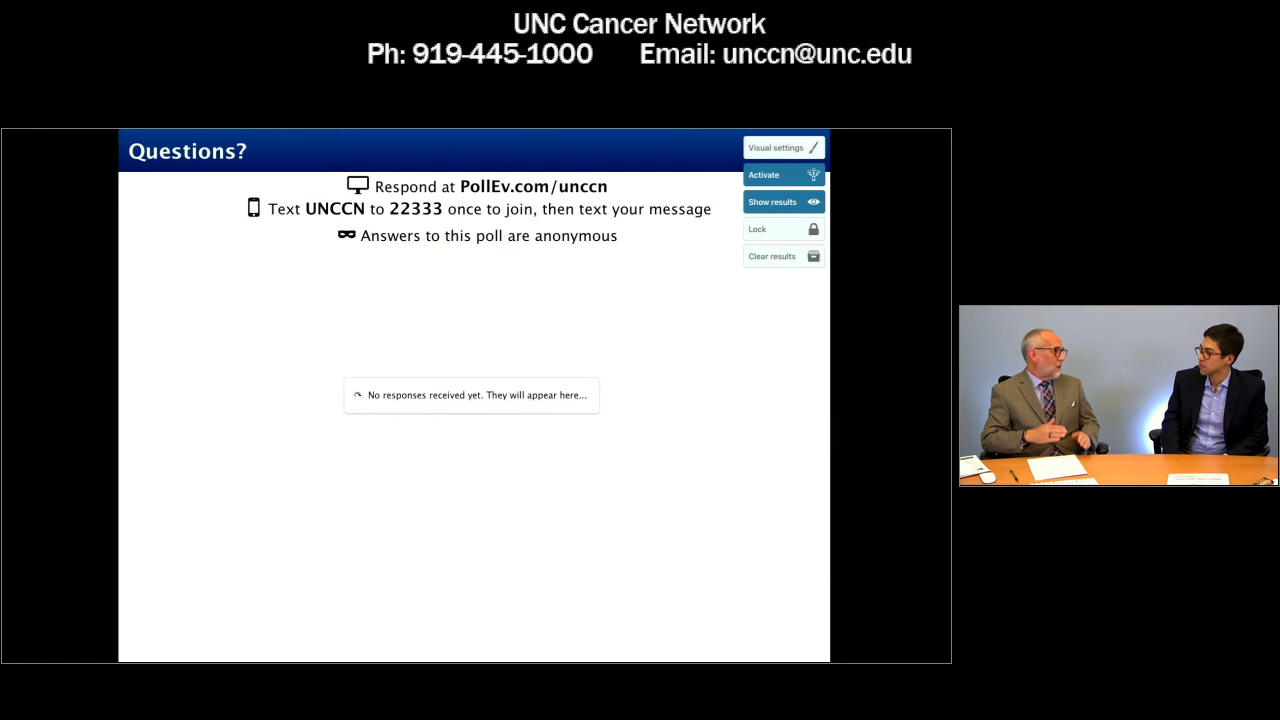 UNC Cancer Network
Ph: 919-445-1000 Email: unccn@unc.edu
Questions?
Visual settings
Respond at PollEv.com/unccn
Activate
Text UNCCN to 22333 once to join, then text your message
Show results
Answers to this poll are anonymous
Lock
Clear results
No responses received yet. They will appear here...